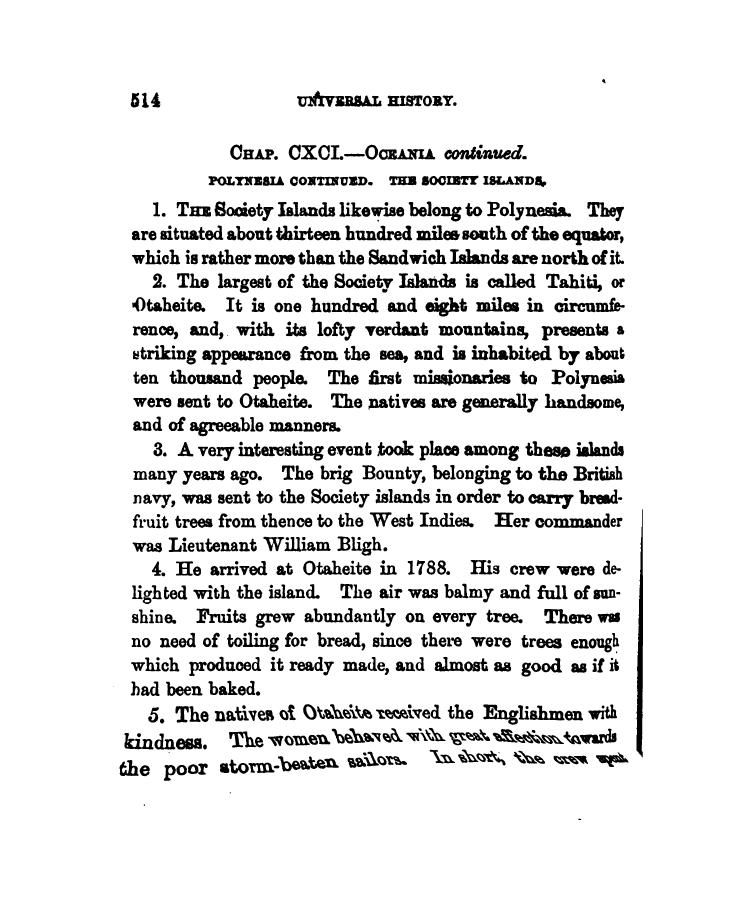 514 UNIVERSAL HISTORY.
CHAP. CXCI.—OCEANIA continued.
POLYNESIA CONTINUED. THE SOCIETY ISLANDS.
1. THE Society Islands likewise belong to Polynesia. They
are situated about thirteen hundred miles south of the equator,
which is rather more than the Sandwich Islands are north of it.
2. The largest of the Society Islands is called Tahiti, or
Otaheite. It is one hundred and eight miles in circumfe-
rence, and, with its lofty verdant mountains, presents a
striking appearance from the sea, and is inhabited by about
ten thousand people. The first missionaries to Polynesia
were sent to Otaheite. The natives are generally handsome,
and of agreeable manners.
3. A very interesting event took place among these islands
many years ago. The brig Bounty, belonging to the British
navy, was sent to the Society islands in order to carry bread-
fruit trees from thence to the West Indies. Her commander
was Lieutenant William Bligh.
4. He arrived at Otaheite in 1788. His crew were de-
lighted with the island. The air was balmy and full of sun-
shine. Fruits grew abundantly on every tree. There was
no need of toiling for bread, since there were trees enough
which produced it ready made, and almost as good as if it
had been baked.
5. The natives of Otaheite received the Englishmen with
kindness. The women behaved with great affection towards
the poor storm-beaten sailors. In short, the crew spent